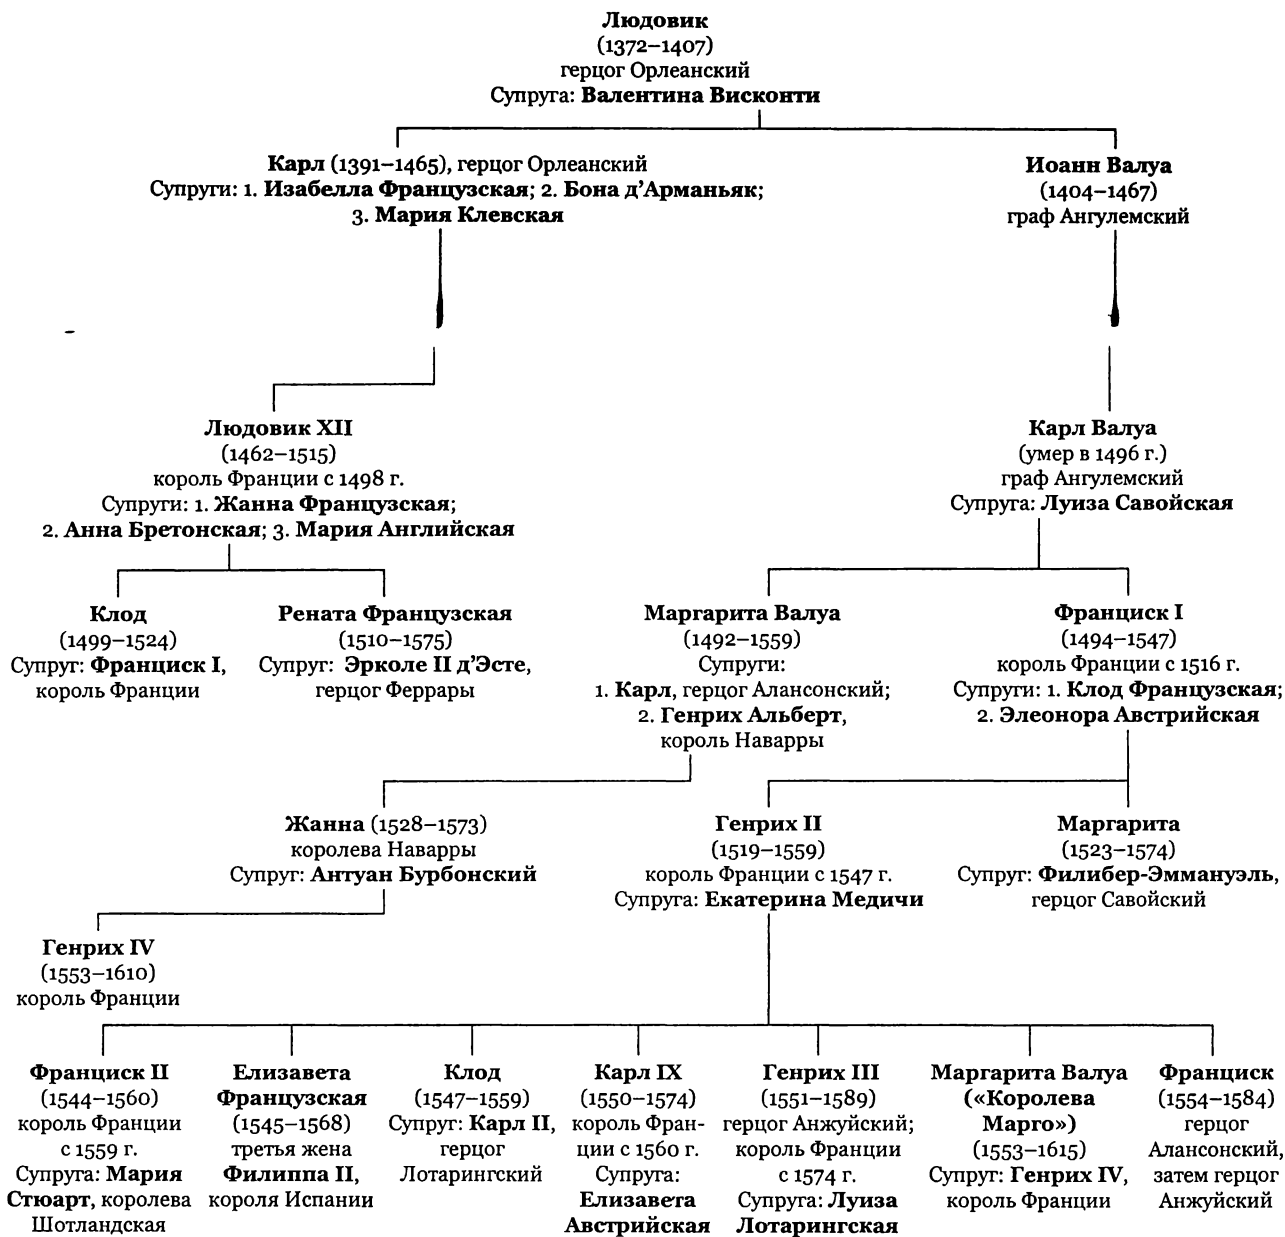 Людовик
(1372–1407)
герцог Орлеанский
Супруга: Валентина Висконти
Карл (1391–1465), герцог Орлеанский
Супруги: 1. Изабелла Французская; 2. Бона д’Арманьяк;
3. Мария Клевская
Иоанн Валуа
(1404–1467)
граф Ангулемский
Людовик XII
(1462–1515)
король Франции с 1498 г.
Супруги: 1. Жанна Французская;
2. Анна Бретонская; 3. Мария Английская
Карл Валуа
(умер в 1496 г.)
граф Ангулемский
Супруга: Луиза Савойская
Клод
(1499–1524)
Супруг: Франциск I,
король Франции
Рената Французская
(1510–1575)
Супруг: Эрколе II д’Эсте,
герцог Феррары
Маргарита Валуа
(1492–1559)
Супруги:
1. Карл, герцог Алансонский;
2. Генрих Альберт,
король Наварры
Франциск I
(1494–1547)
король Франции с 1516 г.
Супруги: 1. Клод Французская;
2. Элеонора Австрийская
Жанна (1528–1573)
королева Наварры
Супруг: Антуан Бурбонский
Генрих II
(1519–1559)
король Франции с 1547 г.
Супруга: Екатерина Медичи
Маргарита
(1523–1574)
Супруг: Филибер-Эммануэль,
герцог Савойский
Генрих IV
(1553–1610)
король Франции
Франциск II
(1544–1560)
король Франции
с 1559 г.
Супруга: Мария
Стюарт, королева
Шотландская
Елизавета
Французская
(1545–1568)
третья жена
Филиппа II,
короля Испании
Клод
(1547–1559)
Супруг: Карл II,
герцог
Лотарингский
Карл IX
(1550–1574)
король Фран-
ции с 1560 г.
Супруга:
Елизавета
Австрийская
Генрих III
(1551–1589)
герцог Анжуйский;
король Франции
с 1574 г.
Супруга: Луиза
Лотарингская
Маргарита Валуа
(«Королева
Марго»)
(1553–1615)
Супруг: Генрих IV,
король Франции
Франциск
(1554–1584)
герцог
Алансонский,
затем герцог
Анжуйский